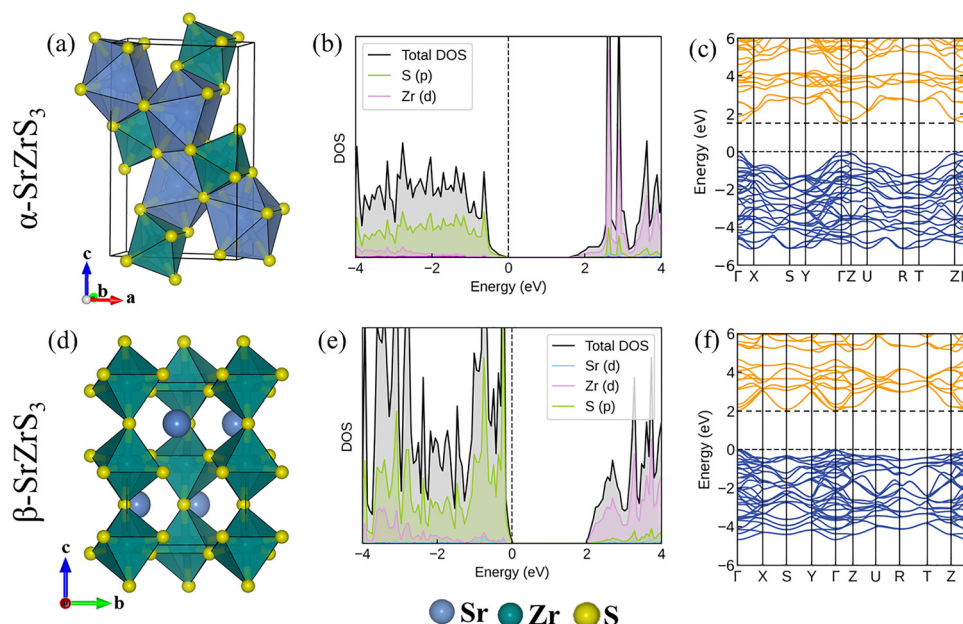 α-SrZrS3
(a)
c
b
a
(b)
Total DOS
S (p)
Zr (d)
DOS
−4
−2
0
2
4
Energy (eV)
(c)
Energy (eV)
6
4
2
0
−2
−4
−6
Γ X S Y Γ Z U R T Z
β-SrZrS3
(d)
c
b
(e)
Total DOS
Sr (d)
Zr (d)
S (p)
DOS
−4
−2
0
2
4
Energy (eV)
(f)
Energy (eV)
6
4
2
0
−2
−4
−6
Γ X S Y Γ Z U R T Z
Sr Zr S